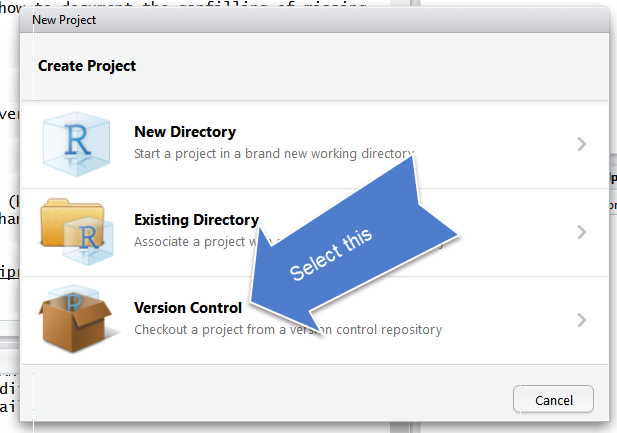 how to document the gapfilling of missing
New Project
Create Project
ver
R
New Directory
Start a project in a brand new working directory
(
har
R
Existing Directory
Associate a project w
y
Select this
ipr
R
Version Control
Checkout a project from a version control repository
di
ai
Cancel